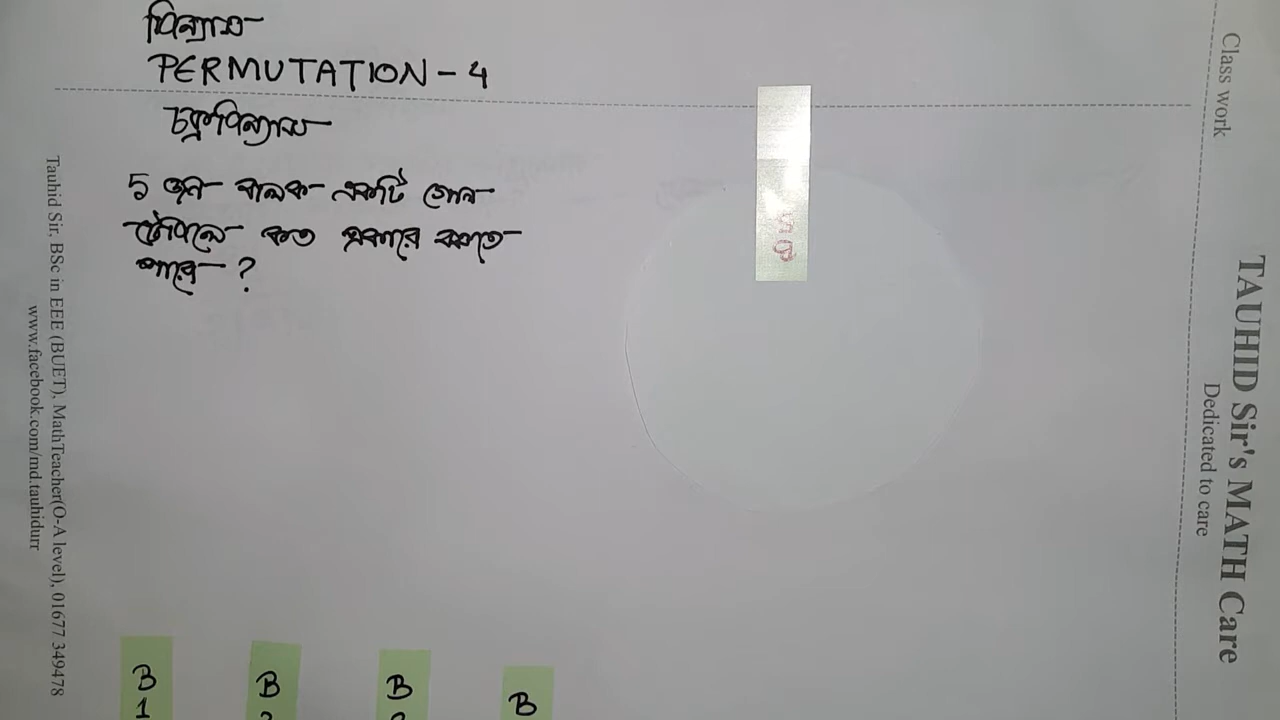 বিন্যাস
PERMUTATION - 4
চক্রবিন্যাস
5 জন বালক একটি গোল
টেবিলে কত প্রকারে বসতে
পারে ?
B
1
B
B
B
Class work
TAUHID Sir's MATH Care
Dedicated to care
Tauhid Sir, BSc in EEE (BUET), MathTeacher(O-A level), 01677 349478
www.facebook.com/md.tauhidurr